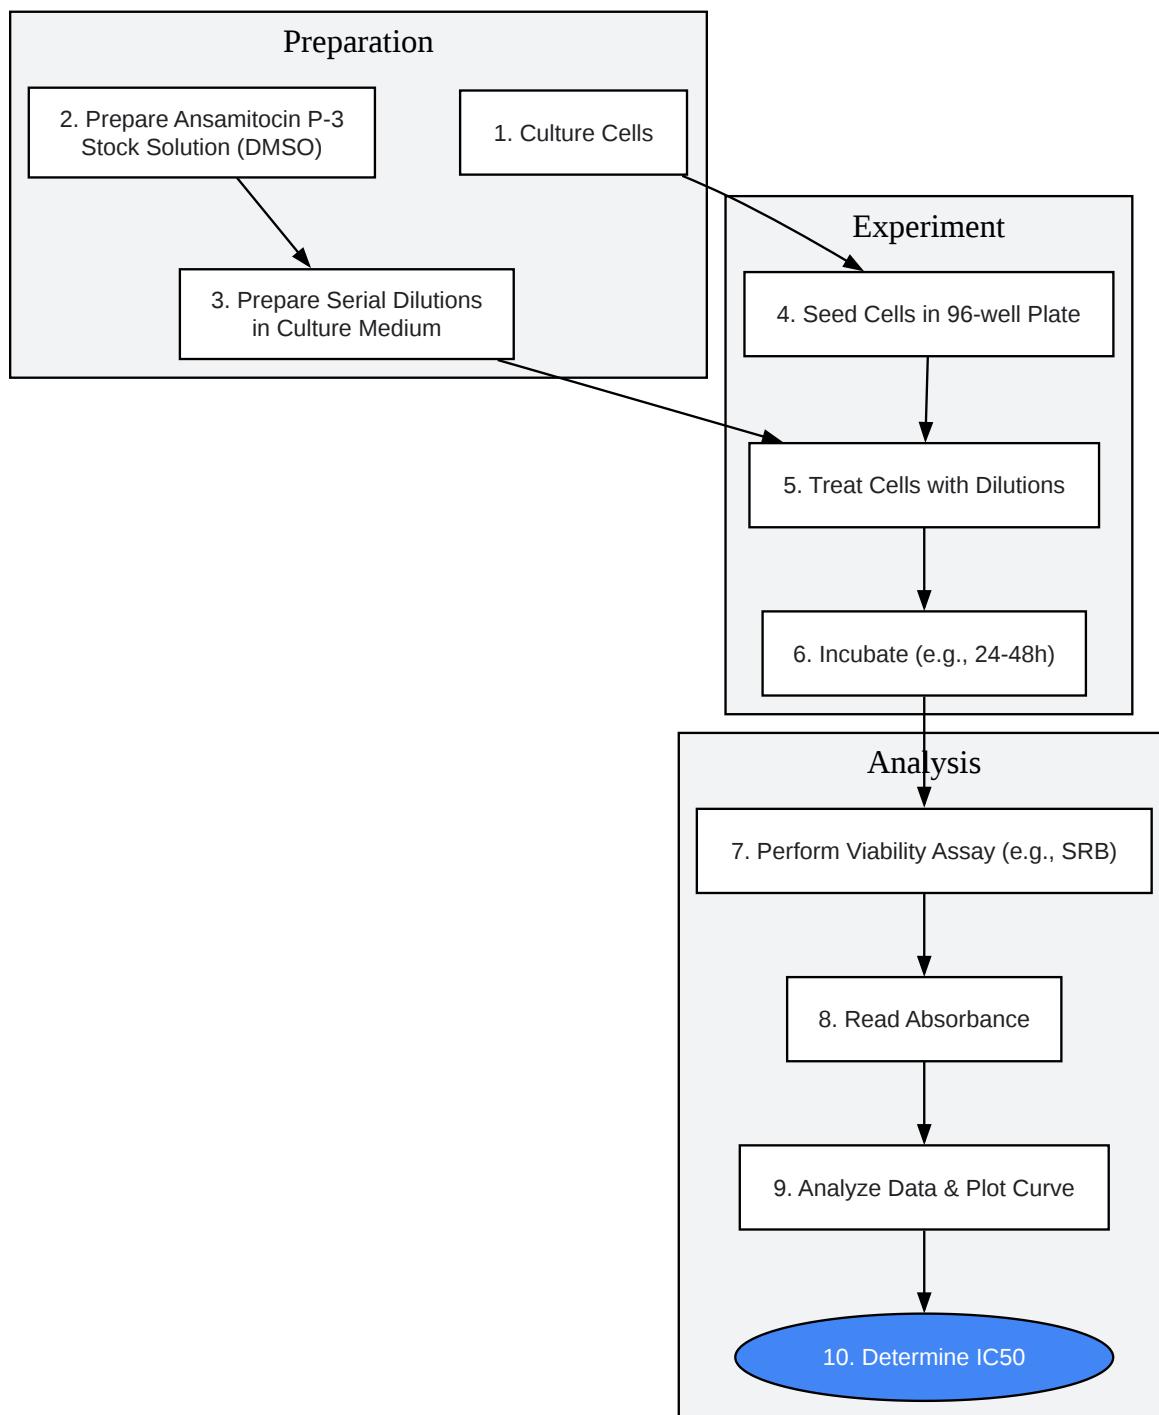 Preparation
2. Prepare Ansamitocin P-3
Stock Solution (DMSO)
1. Culture Cells
3. Prepare Serial Dilutions
in Culture Medium
Experiment
4. Seed Cells in 96-well Plate
5. Treat Cells with Dilutions
6. Incubate (e.g., 24-48h)
Analysis
7. Perform Viability Assay (e.g., SRB)
8. Read Absorbance
9. Analyze Data & Plot Curve
10. Determine IC50